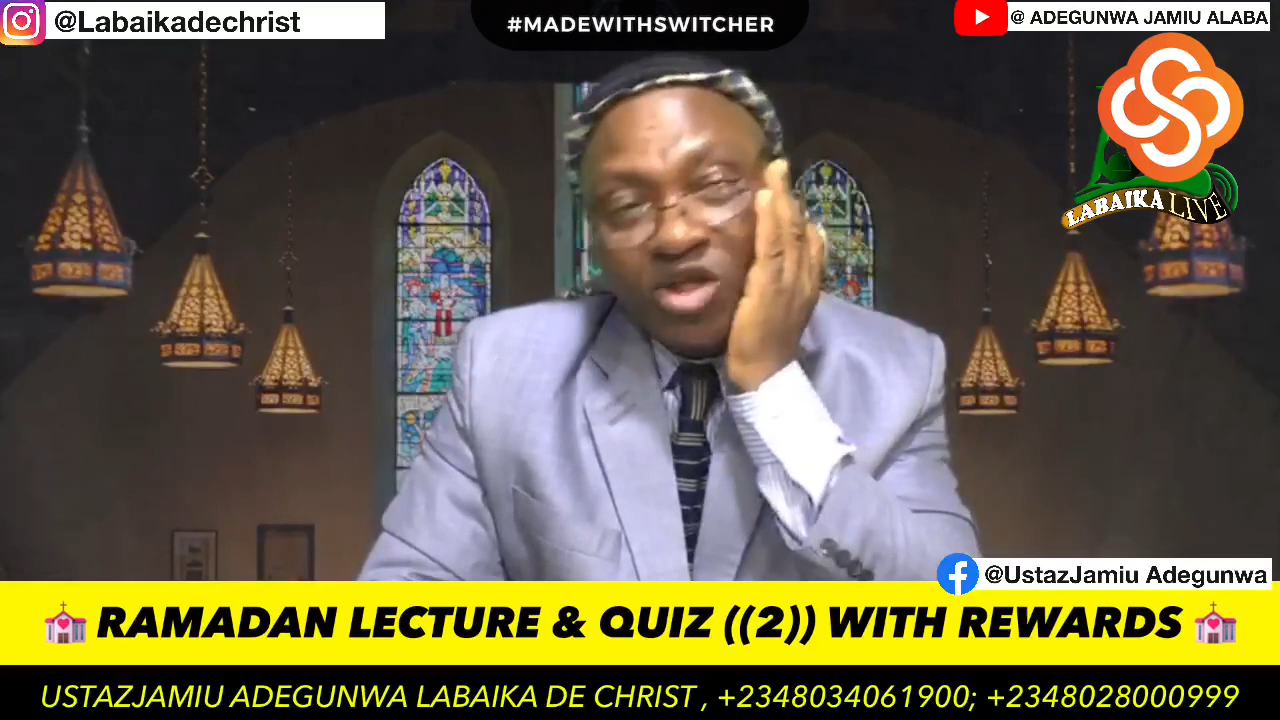 @Labaikadechrist
#MADEWITHSWITCHER
@ ADEGUNWA JAMIU ALABA
LABAIKA LIVE
@UstazJamiu Adegunwa
RAMADAN LECTURE & QUIZ ((2)) WITH REWARDS
USTAZJAMIU ADEGUNWA LABAIKA DE CHRIST , +2348034061900; +2348028000999